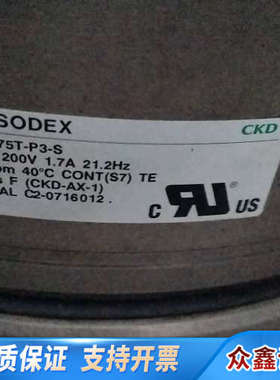 SODEX
CKD
75T-P3-S
200V 1.7A 21.2Hz
om 40°C CONT(S7) TE
s F (CKD-AX-1)
AL C2-0716012
C US
质保证 支持开票
众鑫